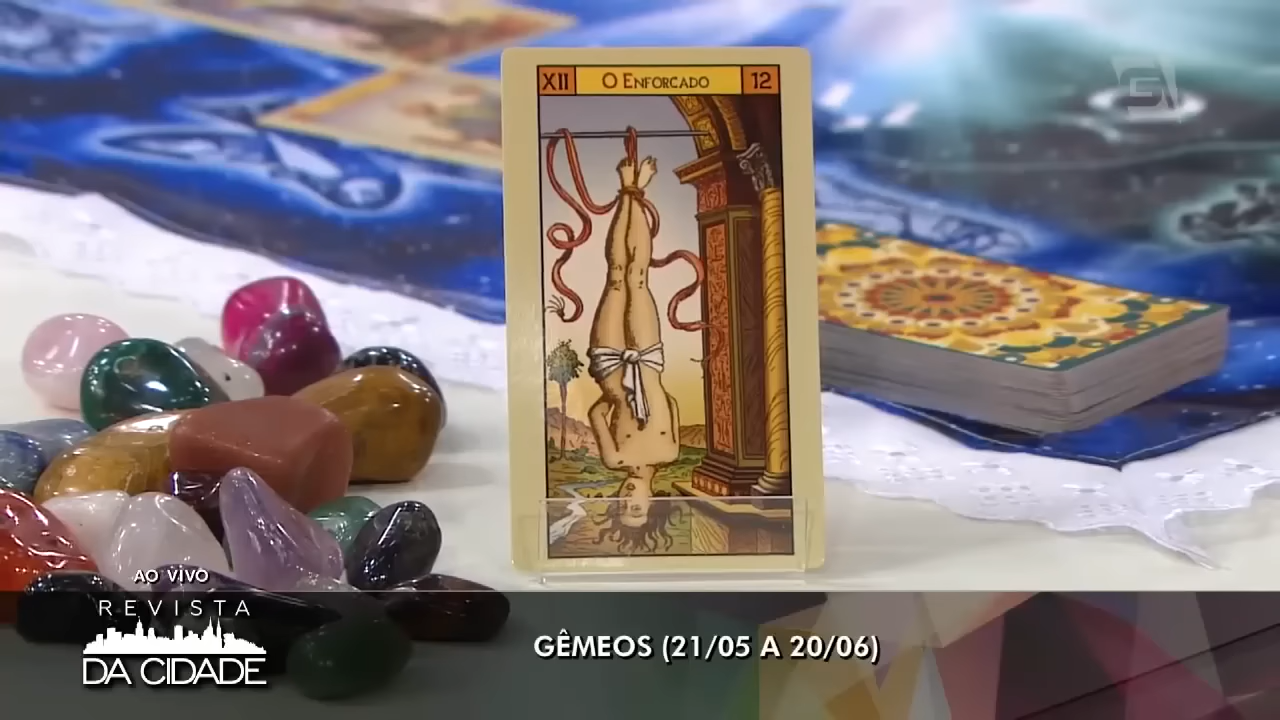 XII O ENFORCADO 12
AO VIVO
REVISTA
DA CIDADE
GÊMEOS (21/05 A 20/06)